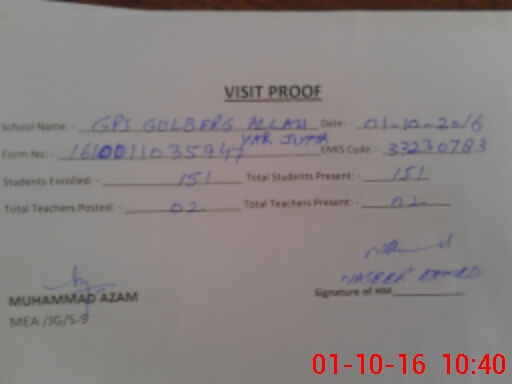 VISIT PROOF
School Name: - GPS GULBERG ALLAH Date: - 01-10-2016
YAR JUTTA
Form No: - 1610011035947 EMIS Code: - 33230783
Students Enrolled: - 151 Total Students Present: - 151
Total Teachers Posted: - 02 Total Teachers Present: - 02
NASEER AHMED
MUHAMMAD AZAM Signature of HM
MEA /JG/S-9
01-10-16 10:40